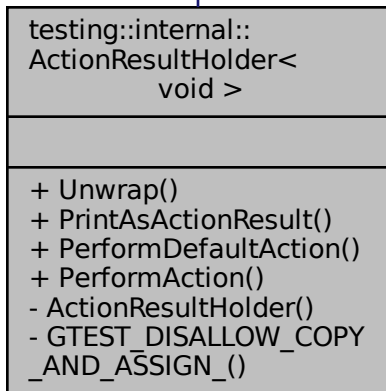 testing::internal::
ActionResultHolder<
void >
+ Unwrap()
+ PrintAsActionResult()
+ PerformDefaultAction()
+ PerformAction()
- ActionResultHolder()
- GTEST_DISALLOW_COPY
_AND_ASSIGN_()